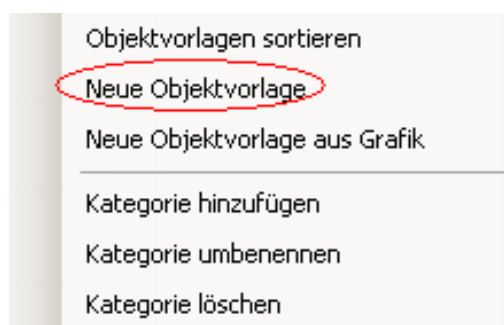 Objektvorlagen sortieren
Neue Objektvorlage
Neue Objektvorlage aus Grafik
Kategorie hinzufügen
Kategorie umbenennen
Kategorie löschen